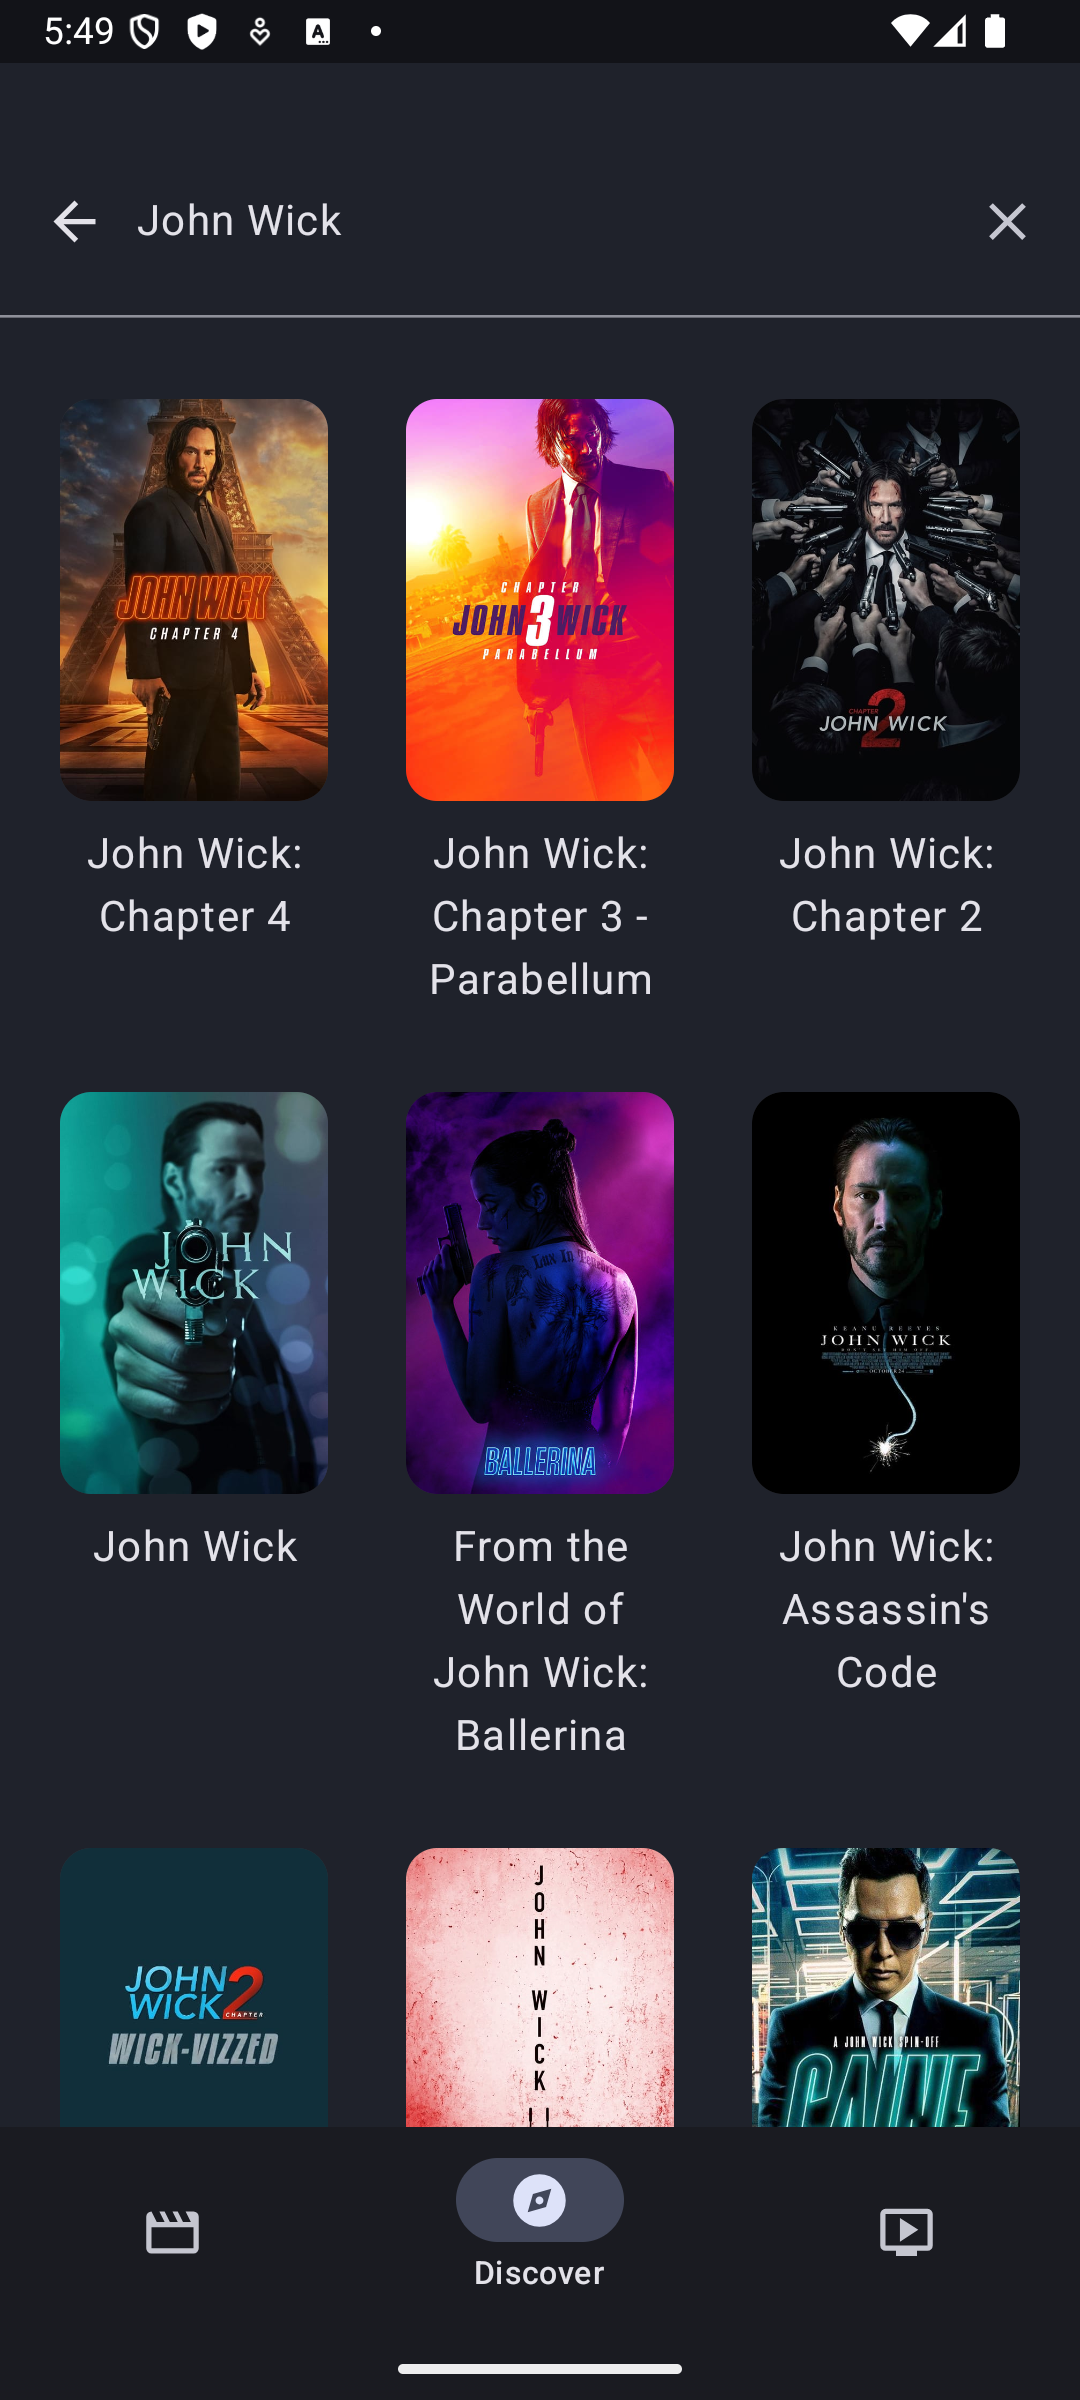 5:49
John Wick
JOHN WICK
CHAPTER 4
CHAPTER
JOHN 3 WICK
PARABELLUM
CHAPTER
JOHN 2 WICK
John Wick:
Chapter 4
John Wick:
Chapter 3 -
Parabellum
John Wick:
Chapter 2
JOHN
WICK
Lux In
BALLERINA
KEANU REEVES
JOHN WICK
John Wick
From the
World of
John Wick:
Ballerina
John Wick:
Assassin's
Code
JOHN
WICK 2
CHAPTER
WICK-VIZZED
JOHN WICK
A JOHN WICK SPIN-OFF
CAINE
Discover